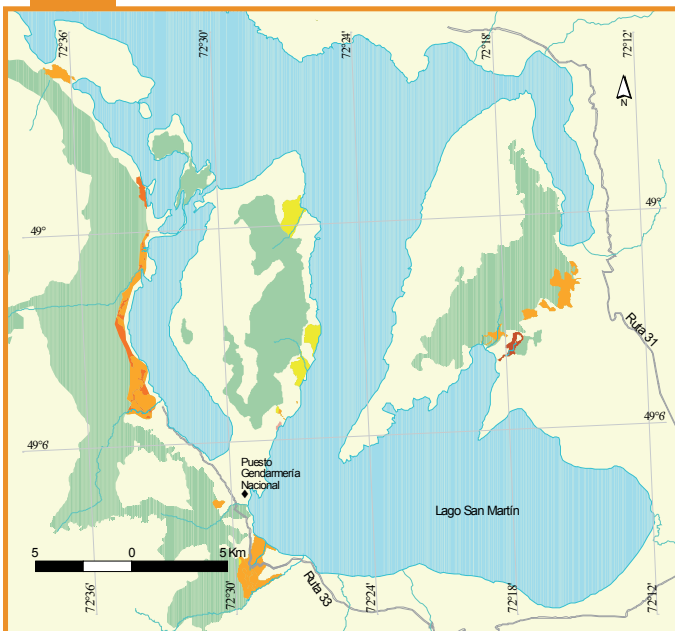 72°36'
72°30'
72°24'
72°18'
72°12'
N
49°
49°
Ruta 31
49°6'
49°6'
Puesto
Gendarmería
Nacional
Lago San Martín
5 0 5 Km
Ruta 33
72°36'
72°30'
72°24'
72°18'
72°12'